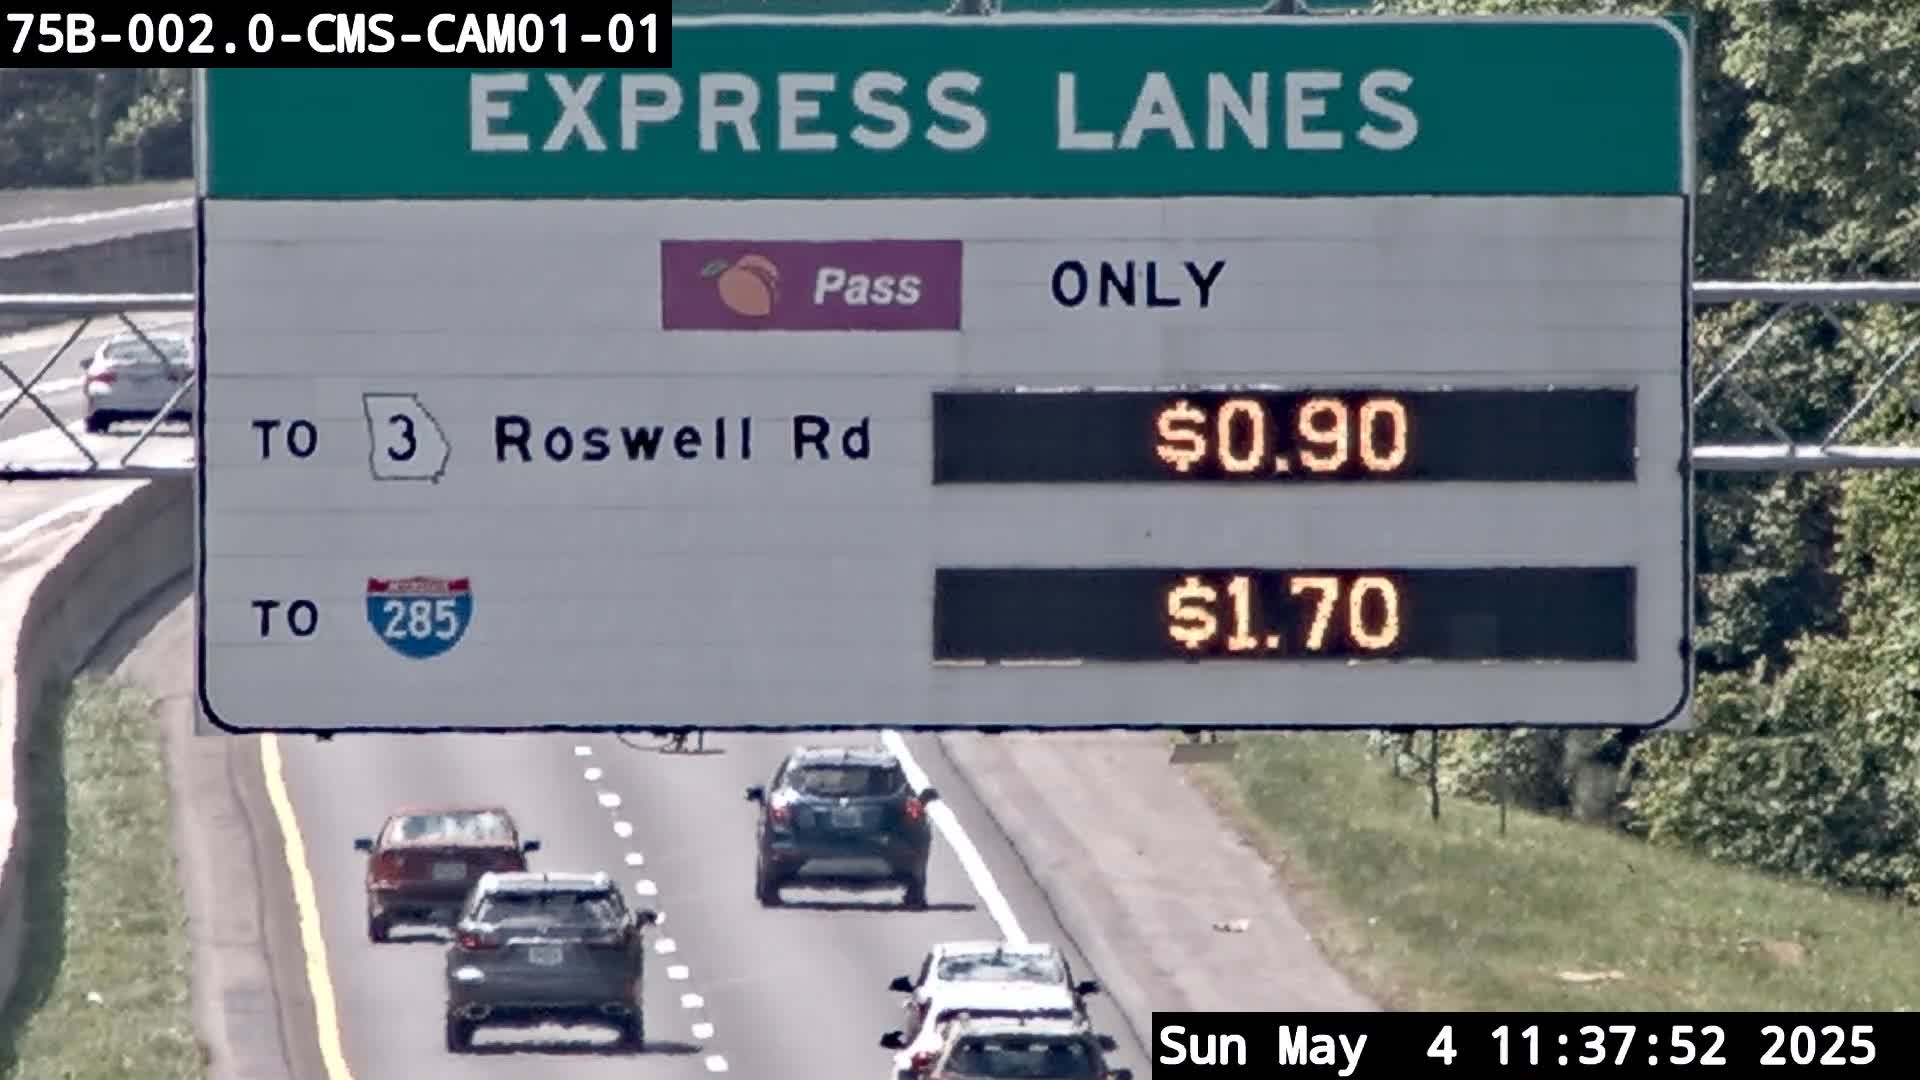 75B-002.0-CMS-CAM01-01
EXPRESS LANES
Pass ONLY
TO 3 Roswell Rd $0.90
TO 285 $1.70
Sun May 4 11:37:52 2025